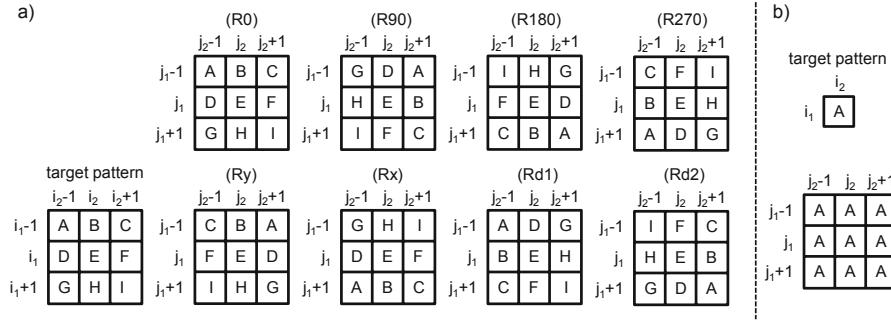 a)
(R0) (R90) (R180) (R270)
j₂-1 j₂ j₂+1 j₂-1 j₂ j₂+1 j₂-1 j₂ j₂+1 j₂-1 j₂ j₂+1
j₁-1 A B C j₁-1 G D A j₁-1 I H G j₁-1 C F I
j₁ D E F j₁ H E B j₁ F E D j₁ B E H
j₁+1 G H I j₁+1 I F C j₁+1 C B A j₁+1 A D G
target pattern (Ry) (Rx) (Rd1) (Rd2)
i₂-1 i₂ i₂+1 j₂-1 j₂ j₂+1 j₂-1 j₂ j₂+1 j₂-1 j₂ j₂+1 j₂-1 j₂ j₂+1
i₁-1 A B C j₁-1 C B A j₁-1 G H I j₁-1 A D G j₁-1 I F C
i₁ D E F j₁ F E D j₁ D E F j₁ B E H j₁ H E B
i₁+1 G H I j₁+1 I H G j₁+1 A B C j₁+1 C F I j₁+1 G D A
b)
target pattern
i₂
i₁ A
j₂-1 j₂ j₂+1
j₁-1 A A A
j₁ A A A
j₁+1 A A A